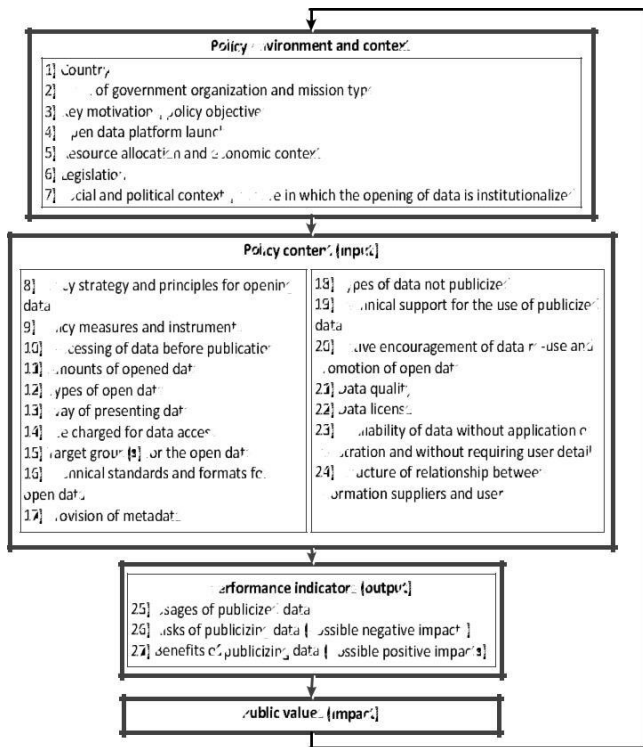 Policy environment and context
1) Country
2) of government organization and mission type
3) Key motivation policy objective
4) Open data platform launch
5) Resource allocation and economic context
6) Legislation
7) Social and political context in which the opening of data is institutionalized
Policy content (input)
8) Policy strategy and principles for opening
data
9) Policy measures and instruments
10) Processing of data before publication
11) Amounts of opened data
12) Types of open data
13) Way of presenting data
14) Fee charged for data access
15) Target group(s) for the open data
16) Technical standards and formats for
open data
17) Provision of metadata
18) Types of data not publicized
19) Technical support for the use of publicized
data
20) Active encouragement of data re-use and
promotion of open data
21) Data quality
22) Data license
23) Availability of data without application or
registration and without requiring user details
24) Structure of relationship between
information suppliers and users
Performance indicators (output)
25) Usages of publicized data
26) Risks of publicizing data (possible negative impact )
27) Benefits of publicizing data (possible positive impacts)
Public values (impact)